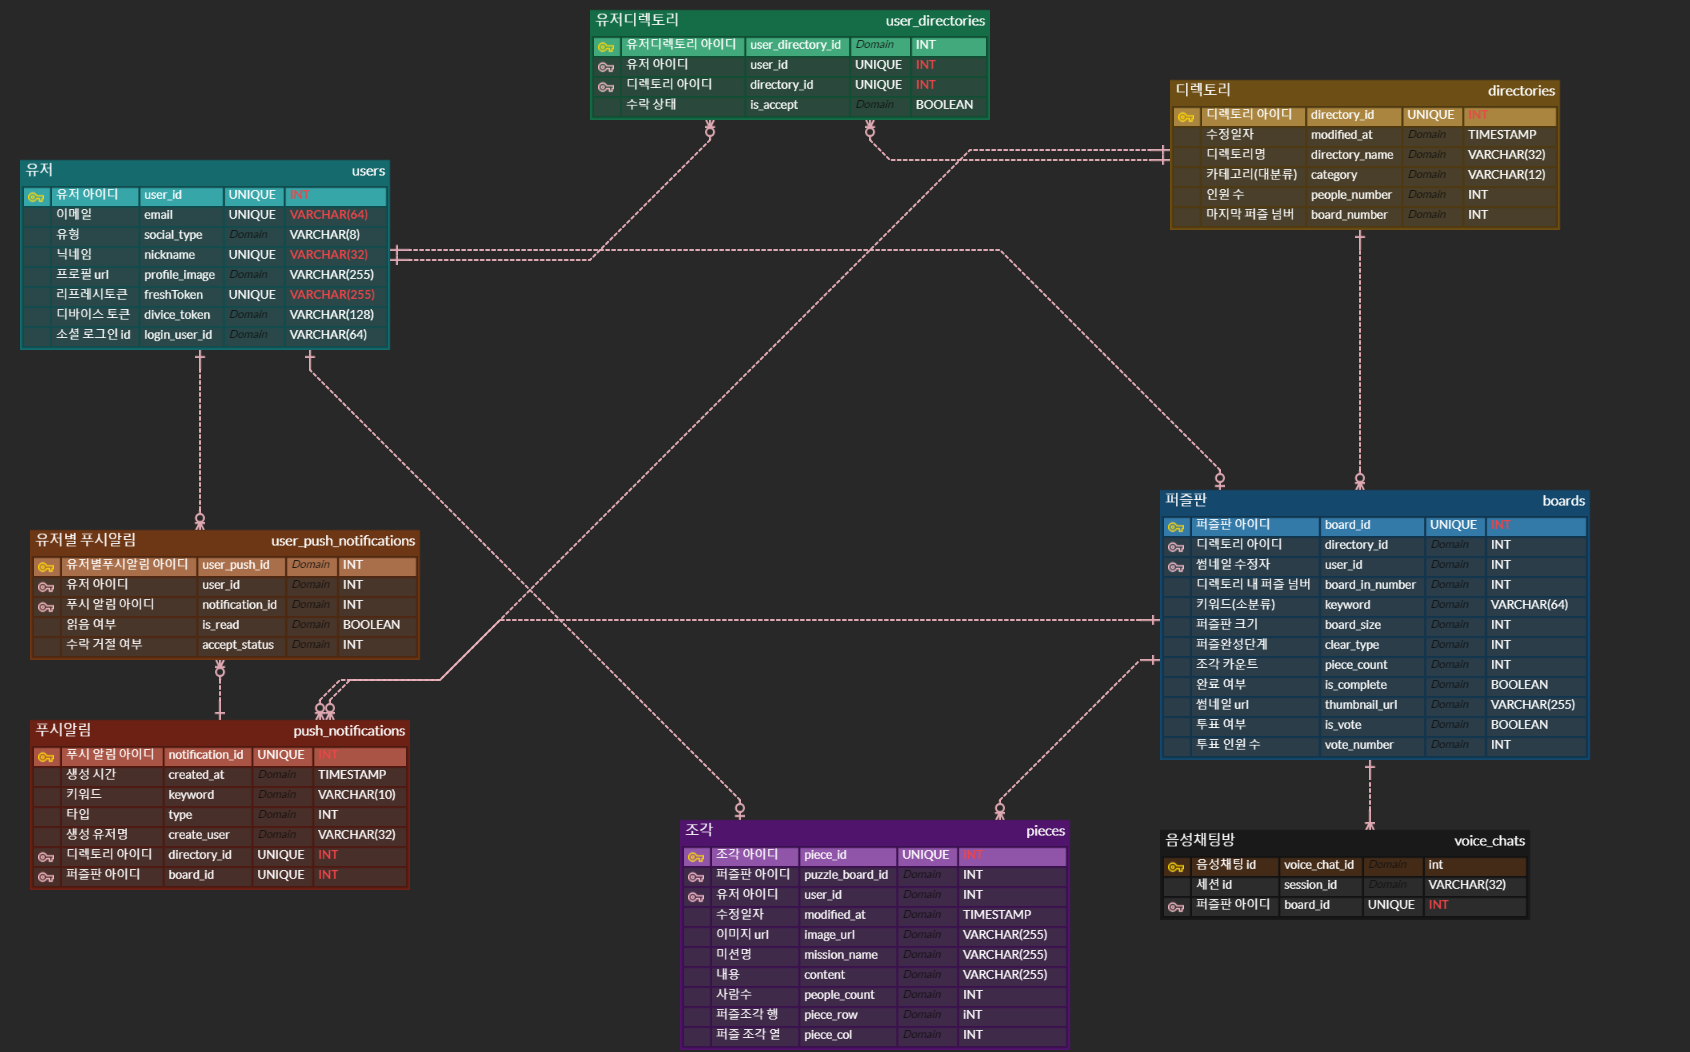 유저디렉토리 user_directories
유저디렉토리 아이디 user_directory_id Domain INT
유저 아이디 user_id UNIQUE INT
디렉토리 아이디 directory_id UNIQUE INT
수락 상태 is_accept Domain BOOLEAN
디렉토리 directories
디렉토리 아이디 directory_id UNIQUE INT
수정일자 modified_at Domain TIMESTAMP
디렉토리명 directory_name Domain VARCHAR(32)
카테고리(대분류) category Domain VARCHAR(12)
인원 수 people_number Domain INT
마지막 퍼즐 넘버 board_number Domain INT
유저 users
유저 아이디 user_id UNIQUE INT
이메일 email UNIQUE VARCHAR(64)
유형 social_type Domain VARCHAR(8)
닉네임 nickname UNIQUE VARCHAR(32)
프로필 url profile_image Domain VARCHAR(255)
리프레시토큰 freshToken UNIQUE VARCHAR(255)
디바이스 토큰 divice_token Domain VARCHAR(128)
소셜 로그인 id login_user_id Domain VARCHAR(64)
유저별 푸시알림 user_push_notifications
유저별푸시알림 아이디 user_push_id Domain INT
유저 아이디 user_id Domain INT
푸시 알림 아이디 notification_id Domain INT
읽음 여부 is_read Domain BOOLEAN
수락 거절 여부 accept_status Domain INT
퍼즐판 boards
퍼즐판 아이디 board_id UNIQUE INT
디렉토리 아이디 directory_id Domain INT
썸네일 수정자 user_id Domain INT
디렉토리 내 퍼즐 넘버 board_in_number Domain INT
키워드(소분류) keyword Domain VARCHAR(64)
퍼즐판 크기 board_size Domain INT
퍼즐완성단계 clear_type Domain INT
조각 카운트 piece_count Domain INT
완료 여부 is_complete Domain BOOLEAN
썸네일 url thumbnail_url Domain VARCHAR(255)
투표 여부 is_vote Domain BOOLEAN
투표 인원 수 vote_number Domain INT
푸시알림 push_notifications
푸시 알림 아이디 notification_id UNIQUE INT
생성 시간 created_at Domain TIMESTAMP
키워드 keyword Domain VARCHAR(10)
타입 type Domain INT
생성 유저명 create_user Domain VARCHAR(32)
디렉토리 아이디 directory_id UNIQUE INT
퍼즐판 아이디 board_id UNIQUE INT
조각 pieces
조각 아이디 piece_id UNIQUE INT
퍼즐판 아이디 puzzle_board_id Domain INT
유저 아이디 user_id Domain INT
수정일자 modified_at Domain TIMESTAMP
이미지 url image_url Domain VARCHAR(255)
미션명 mission_name Domain VARCHAR(255)
내용 content Domain VARCHAR(255)
사람수 people_count Domain INT
퍼즐조각 행 piece_row Domain iNT
퍼즐 조각 열 piece_col Domain INT
음성채팅방 voice_chats
음성채팅 id voice_chat_id Domain int
세션 id session_id Domain VARCHAR(32)
퍼즐판 아이디 board_id UNIQUE INT